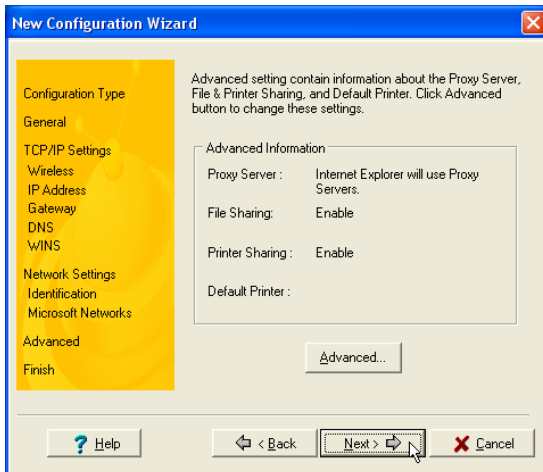 New Configuration Wizard
Configuration Type
General
TCP/IP Settings
Wireless
IP Address
Gateway
DNS
WINS
Network Settings
Identification
Microsoft Networks
Advanced
Finish
Advanced setting contain information about the Proxy Server,
File & Printer Sharing, and Default Printer. Click Advanced
button to change these settings.
Advanced Information
Proxy Server : Internet Explorer will use Proxy
Servers.
File Sharing: Enable
Printer Sharing : Enable
Default Printer :
Advanced...
? Help
< Back
Next >
Cancel